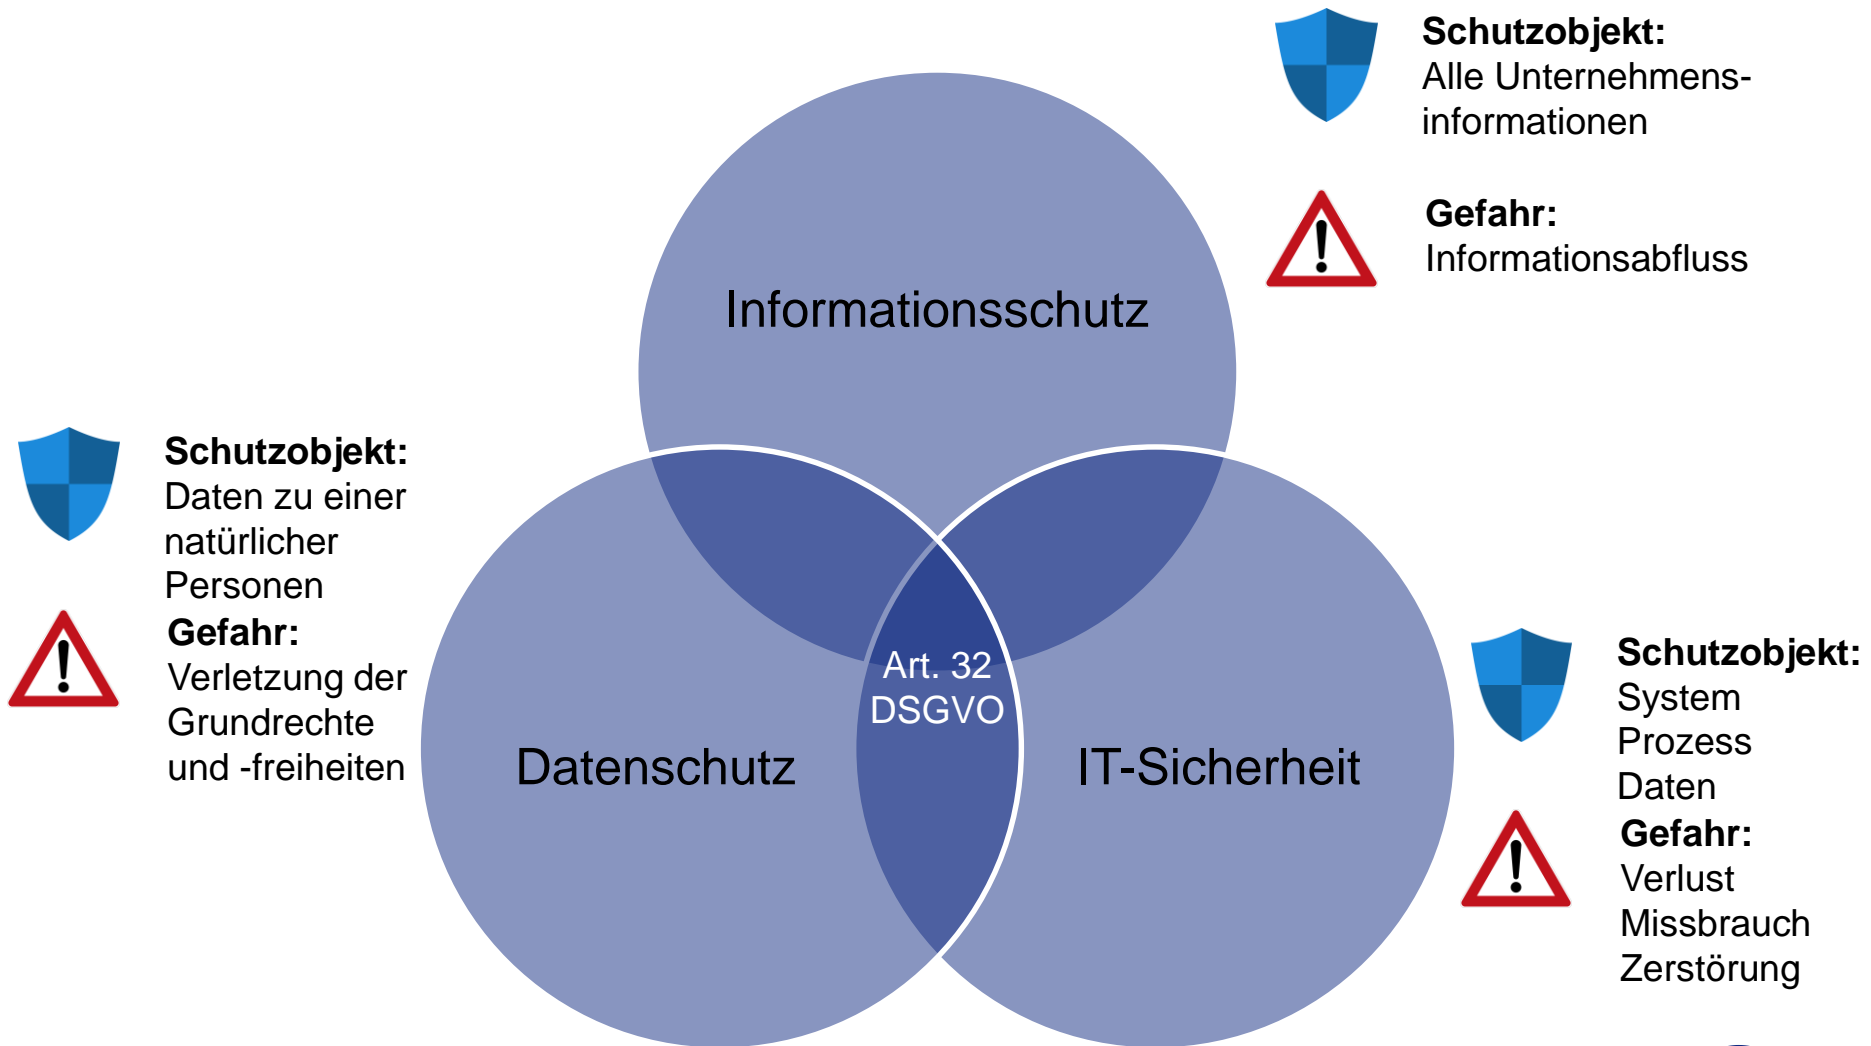 Schutzobjekt:
Alle Unternehmens-
informationen
Gefahr:
Informationsabfluss
Informationsschutz
Schutzobjekt:
Daten zu einer
natürlicher
Personen
Gefahr:
Verletzung der
Grundrechte
und -freiheiten
Art. 32
DSGVO
Datenschutz
IT-Sicherheit
Schutzobjekt:
System
Prozess
Daten
Gefahr:
Verlust
Missbrauch
Zerstörung